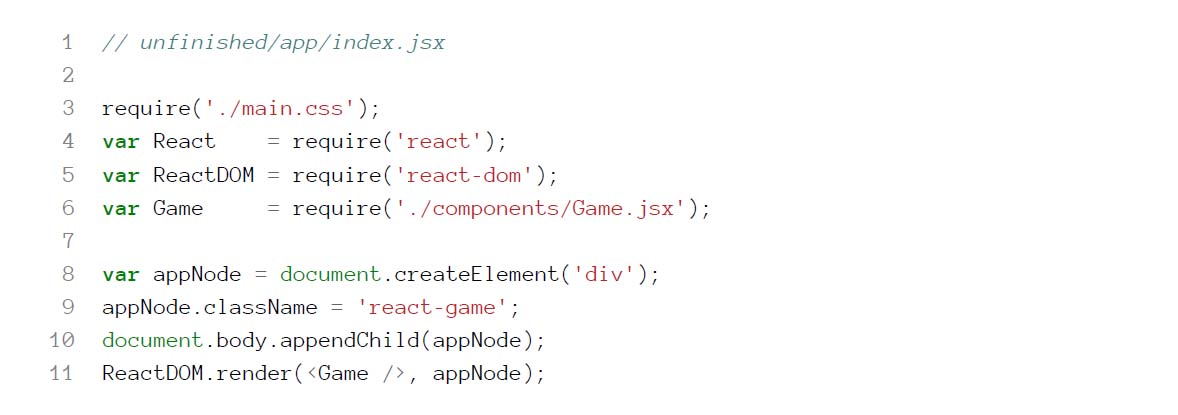 1 // unfinished/app/index.jsx
2
3 require('./main.css');
4 var React    = require('react');
5 var ReactDOM = require('react-dom');
6 var Game     = require('./components/Game.jsx');
7
8 var appNode = document.createElement('div');
9 appNode.className = 'react-game';
10 document.body.appendChild(appNode);
11 ReactDOM.render(<Game />, appNode);